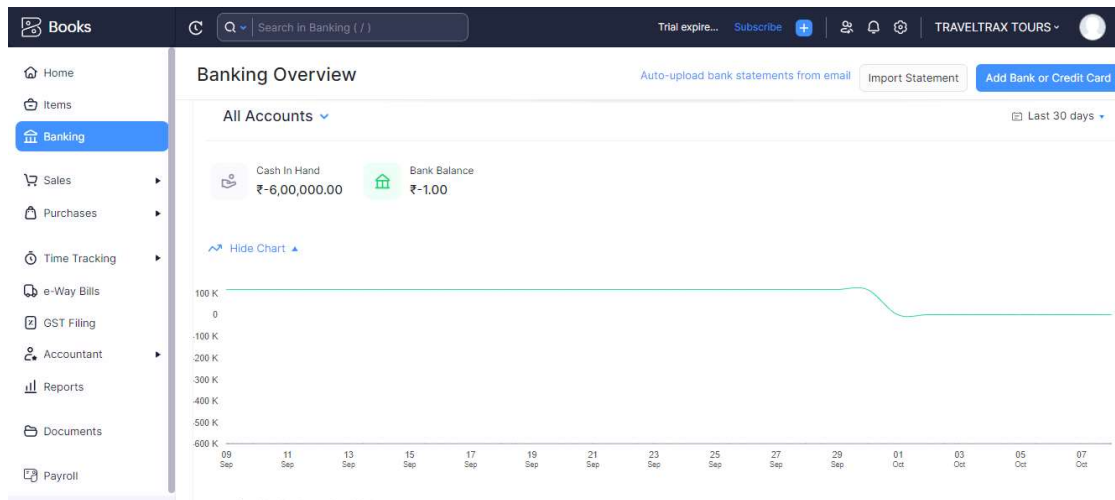 Books
Search in Banking ( / )
Trial expire... Subscribe
TRAVELTRAX TOURS
Home
Items
Banking
Sales
Purchases
Time Tracking
e-Way Bills
GST Filing
Accountant
Reports
Documents
Payroll
Banking Overview
Auto-upload bank statements from email
Import Statement
Add Bank or Credit Card
All Accounts
Last 30 days
Cash In Hand
₹-6,00,000.00
Bank Balance
₹-1.00
Hide Chart
100 K
0
-100 K
-200 K
-300 K
-400 K
-500 K
-600 K
09 Sep
11 Sep
13 Sep
15 Sep
17 Sep
19 Sep
21 Sep
23 Sep
25 Sep
27 Sep
29 Sep
01 Oct
03 Oct
05 Oct
07 Oct